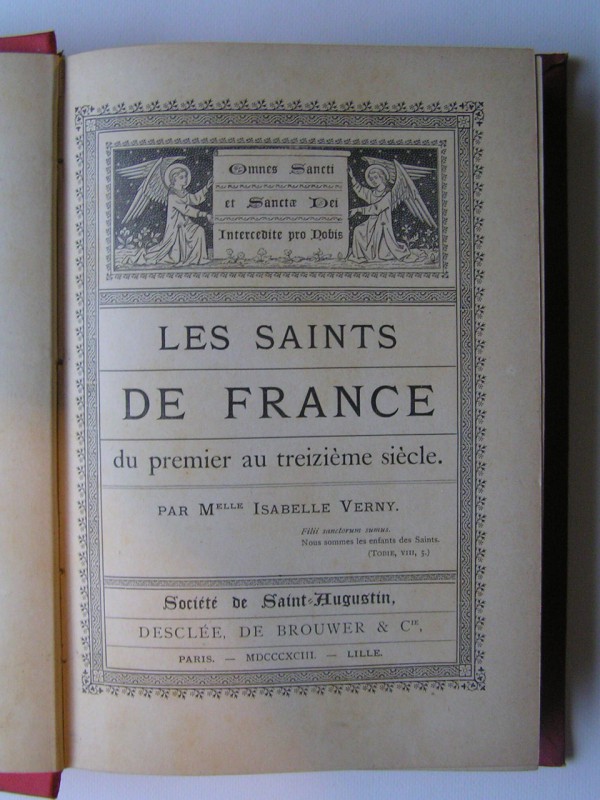 Omnes Sancti
et Sanctæ Dei
Intercedite pro Nobis
LES SAINTS
DE FRANCE
du premier au treizième siècle.
PAR MELLE ISABELLE VERNY.
Filii sanctorum sumus.
Nous sommes les enfants des Saints.
(TOBIE, VIII, 5.)
Société de Saint-Augustin,
DESCLÉE, DE BROUWER & CIE,
PARIS. — MDCCCXCIII. — LILLE.